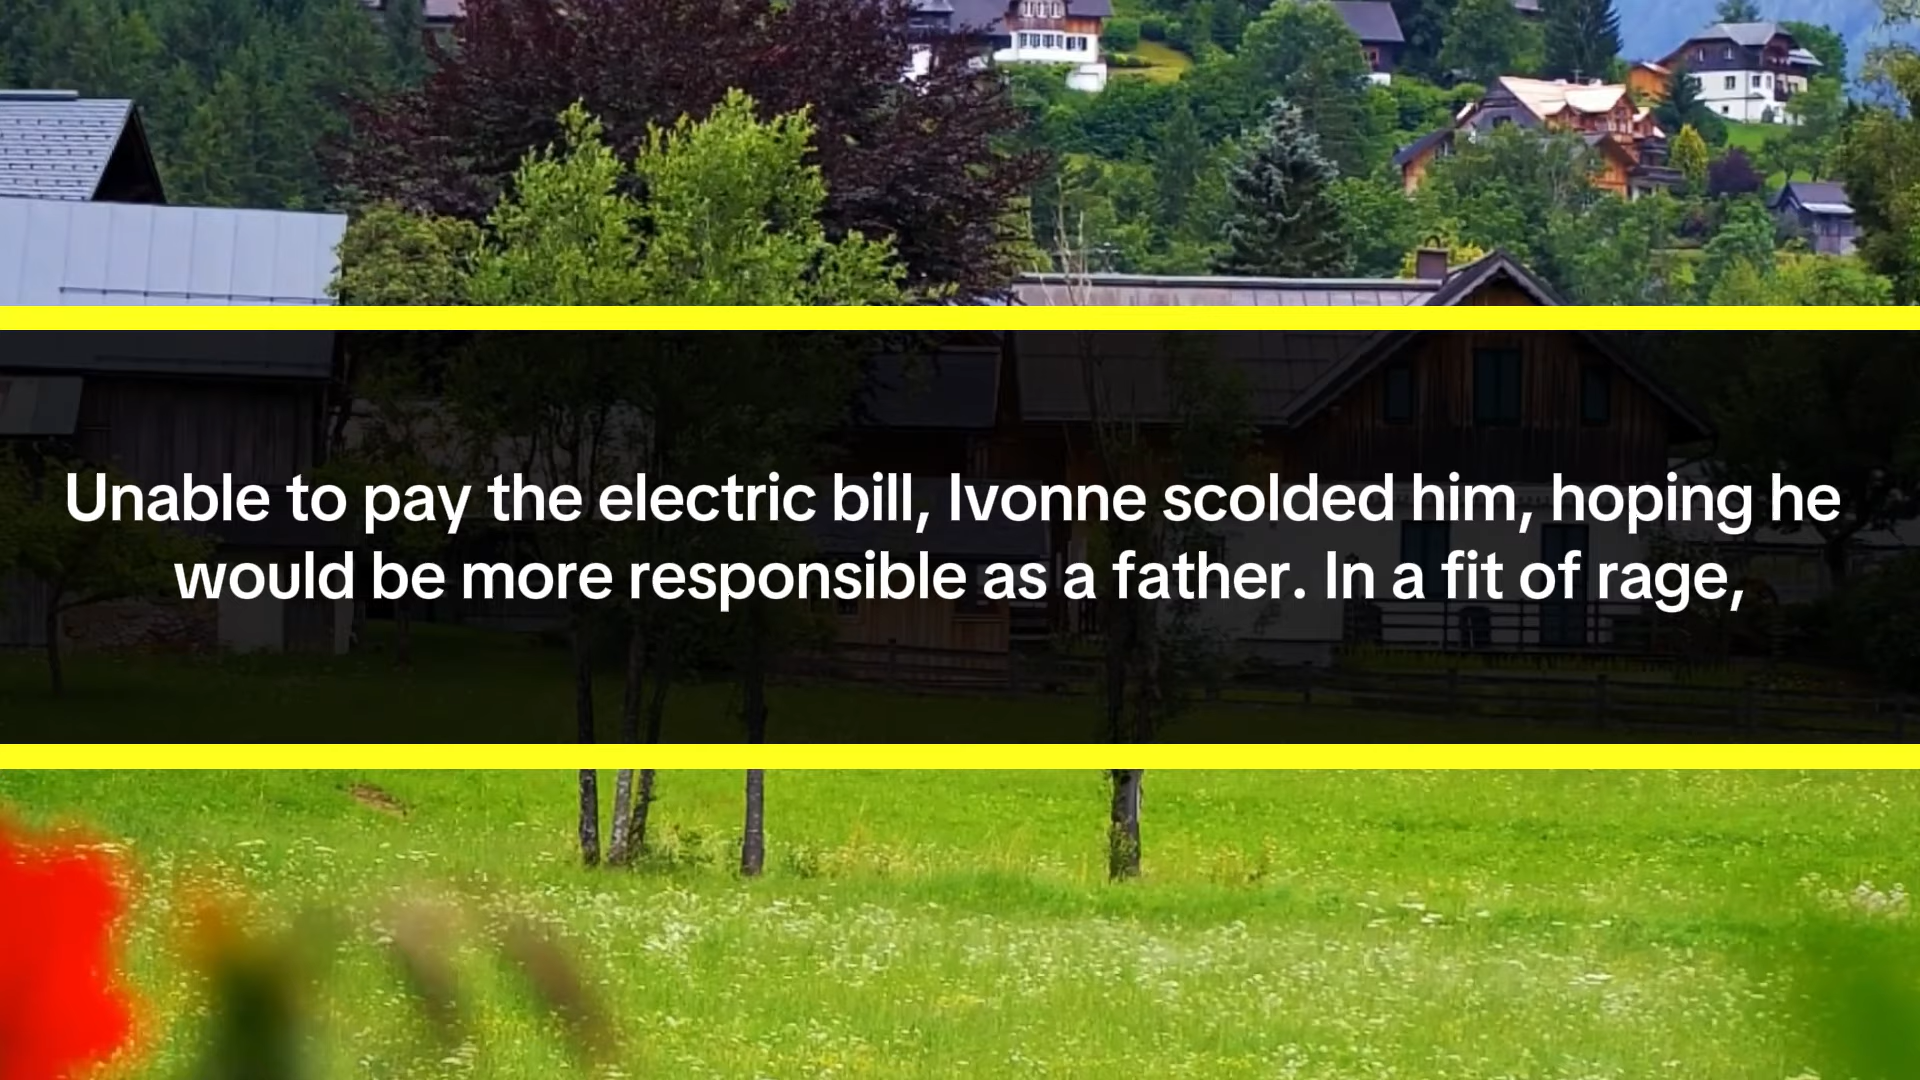 Unable to pay the electric bill, Ivonne scolded him, hoping he
would be more responsible as a father. In a fit of rage,